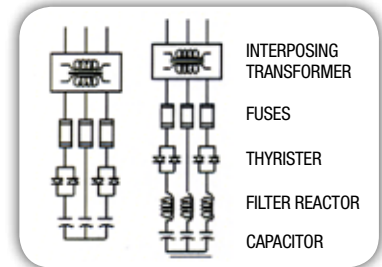 INTERPOSING
TRANSFORMER
FUSES
THYRISTER
FILTER REACTOR
CAPACITOR